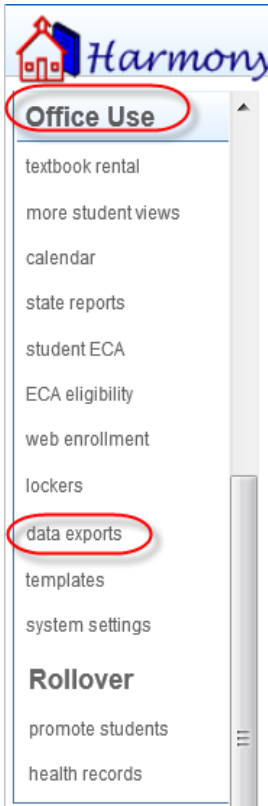 Harmony
Office Use
textbook rental
more student views
calendar
state reports
student ECA
ECA eligibility
web enrollment
lockers
data exports
templates
system settings
Rollover
promote students
health records